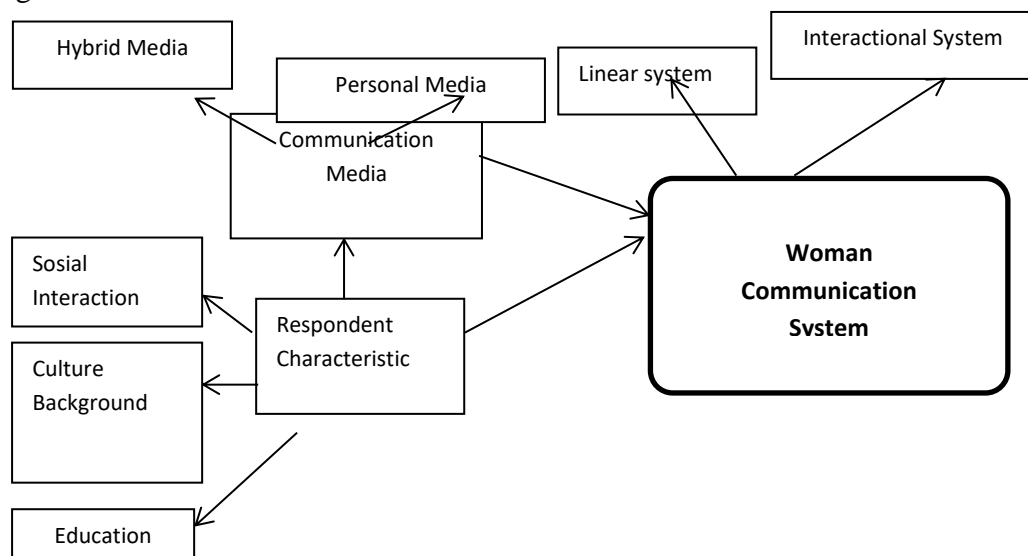 Hybrid Media
Personal Media
Linear system
Interactional System
Communication
Media
Sosial
Interaction
Respondent
Characteristic
Culture
Background
Education
Woman
Communication
System